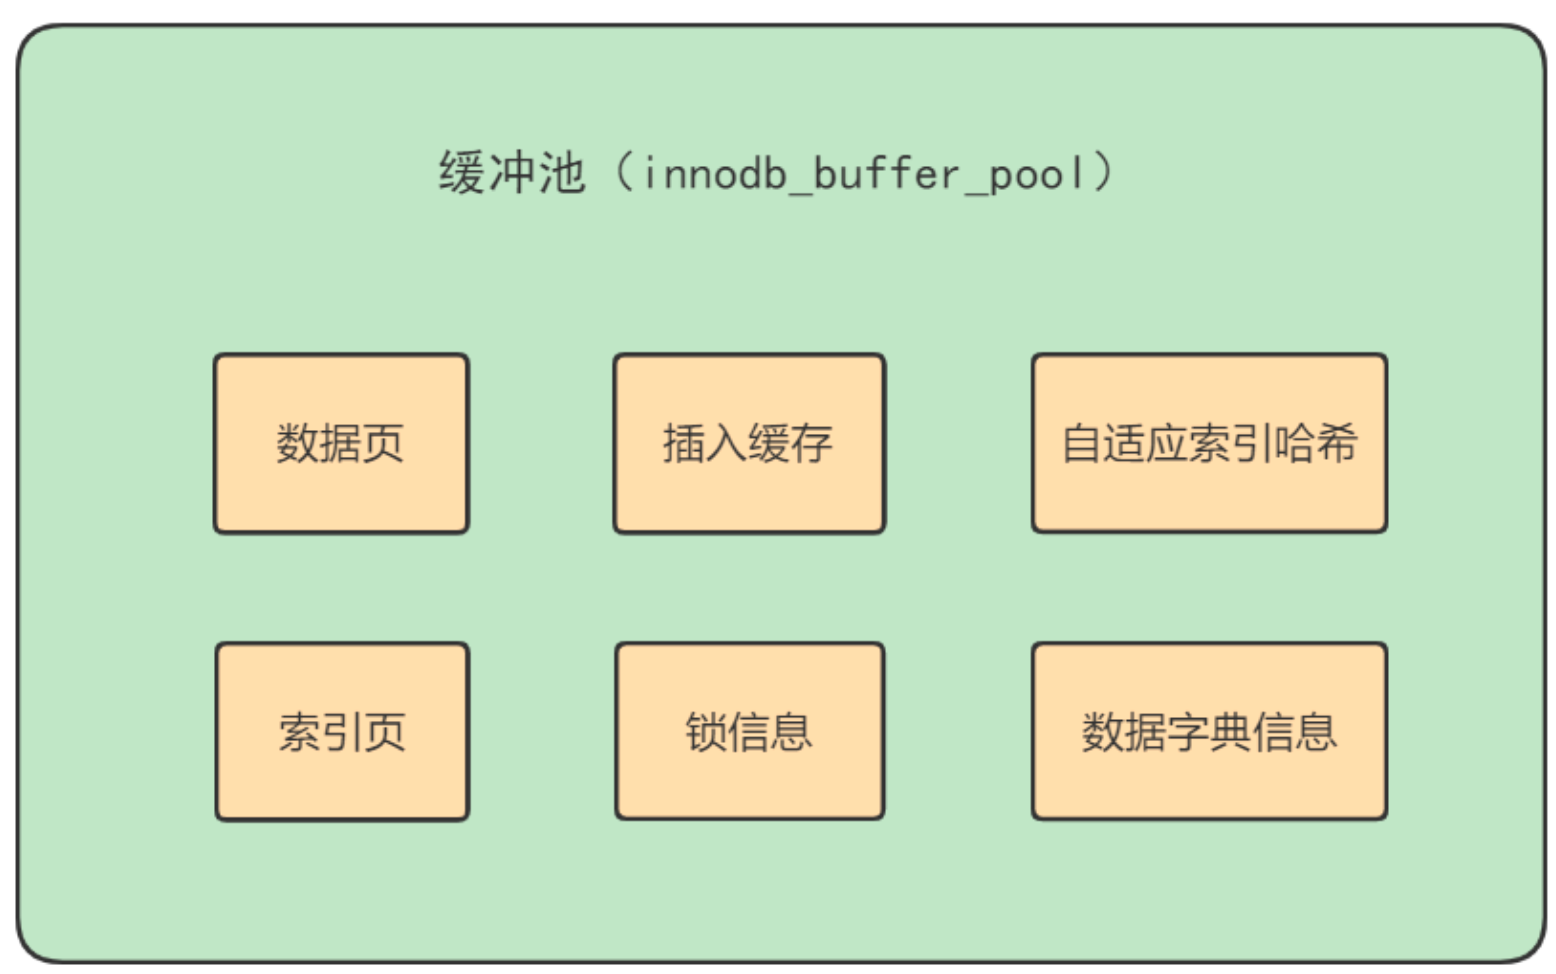 缓冲池（innodb_buffer_pool）
数据页
插入缓存
自适应索引哈希
索引页
锁信息
数据字典信息